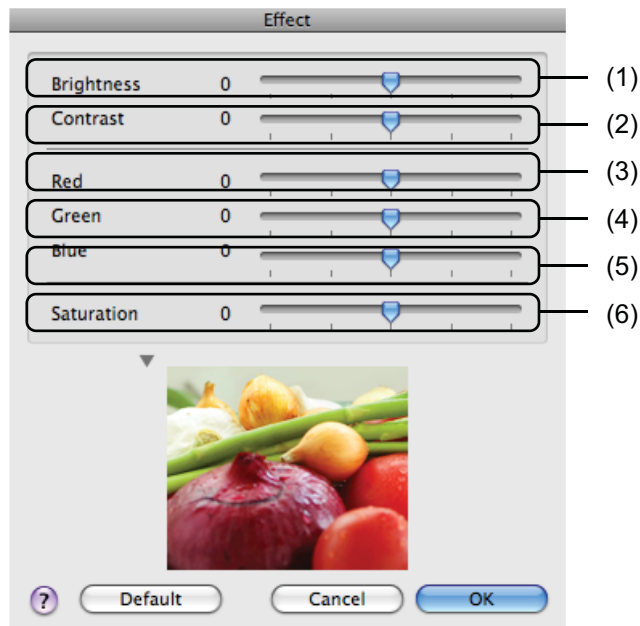 Effect
Brightness 0 (1)
Contrast 0 (2)
Red 0 (3)
Green 0 (4)
Blue 0 (5)
Saturation 0 (6)
? Default Cancel OK